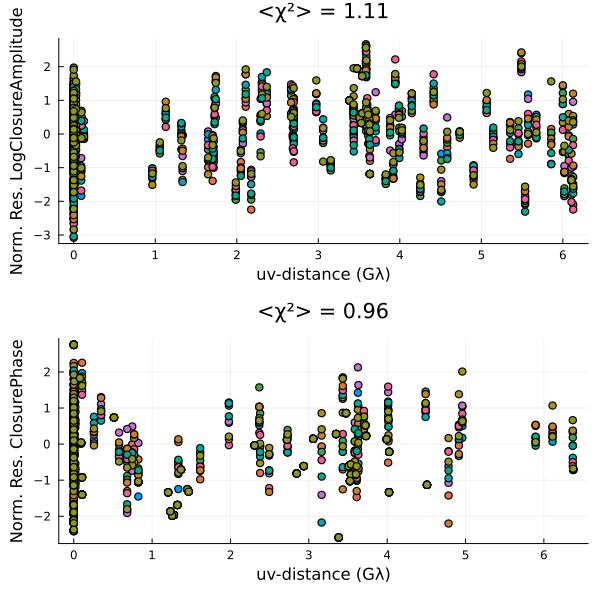 <χ²> = 1.11
Norm. Res. LogClosureAmplitude
2
1
0
−1
−2
−3
0 1 2 3 4 5 6
uv-distance (Gλ)
<χ²> = 0.96
Norm. Res. ClosurePhase
2
1
0
−1
−2
0 1 2 3 4 5 6
uv-distance (Gλ)